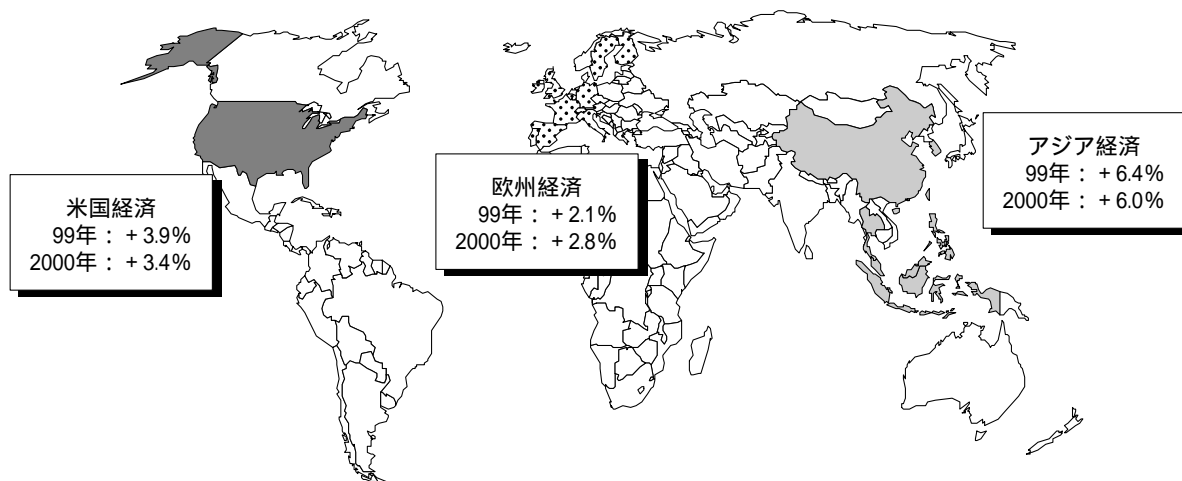 米国経済
99年：+3.9%
2000年：+3.4%
欧州経済
99年：+2.1%
2000年：+2.8%
アジア経済
99年：+6.4%
2000年：+6.0%